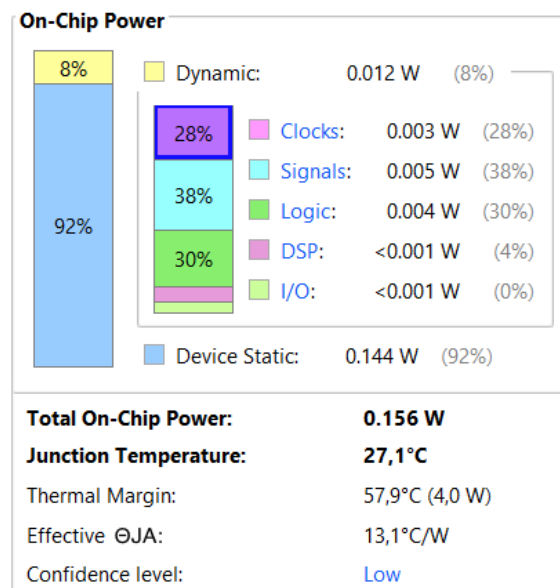 On-Chip Power
8% Dynamic: 0.012 W (8%)
28% Clocks: 0.003 W (28%)
38% Signals: 0.005 W (38%)
92% 30% Logic: 0.004 W (30%)
DSP: <0.001 W (4%)
I/O: <0.001 W (0%)
Device Static: 0.144 W (92%)
Total On-Chip Power: 0.156 W
Junction Temperature: 27,1°C
Thermal Margin: 57,9°C (4,0 W)
Effective ΘJA: 13,1°C/W
Confidence level: Low